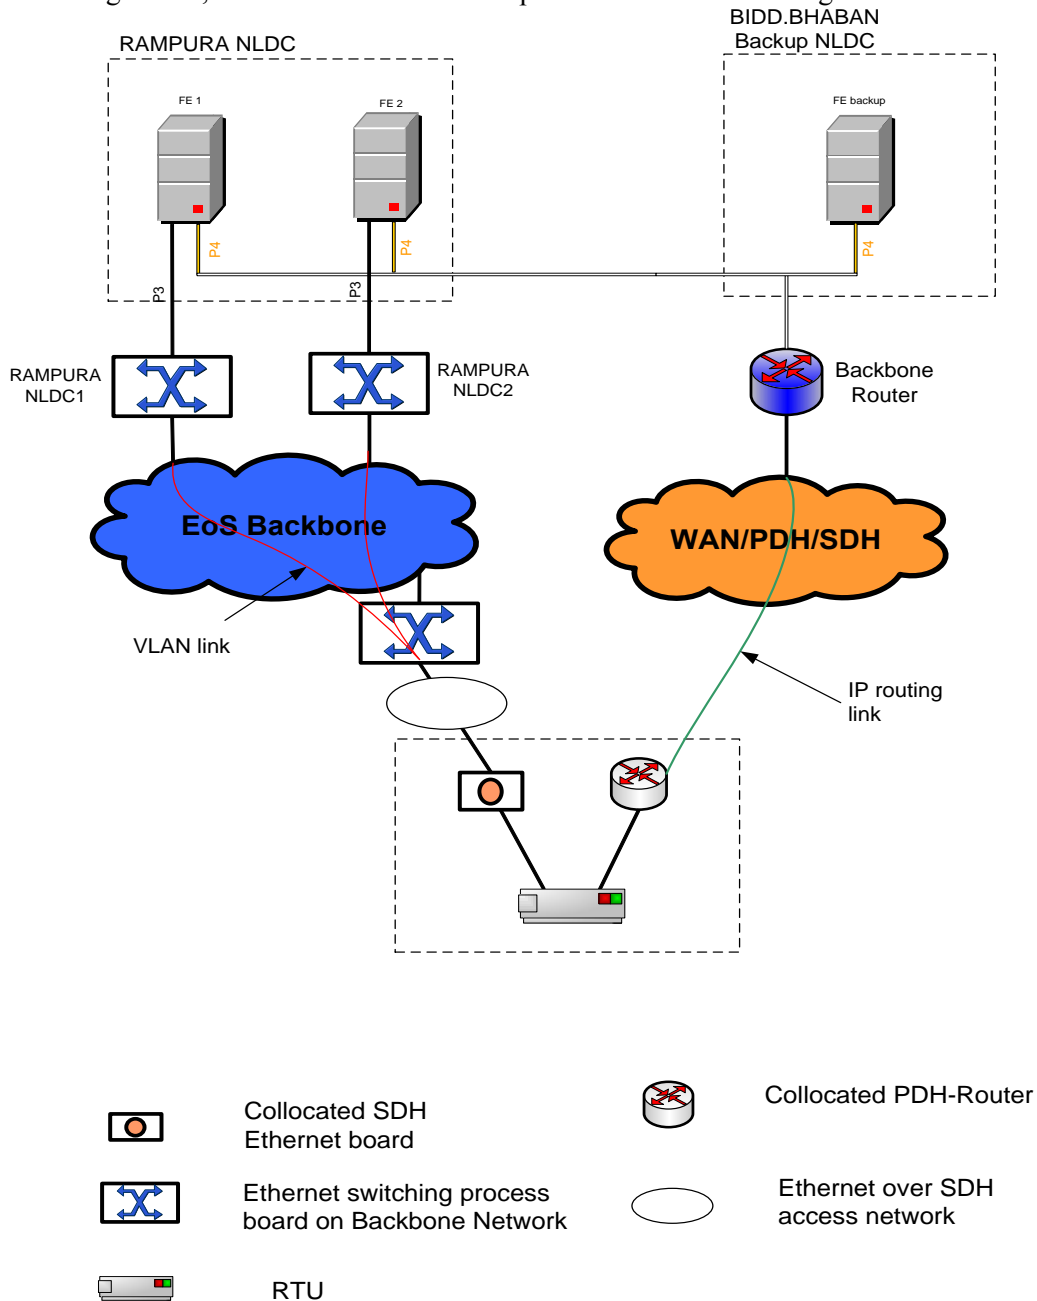 BIDD.BHABAN
Backup NLDC
RAMPURA NLDC
FE 1
FE 2
FE backup
P4
P4
P4
P3
P3
RAMPURA
NLDC1
RAMPURA
NLDC2
Backbone
Router
EoS Backbone
WAN/PDH/SDH
VLAN link
IP routing
link
Collocated SDH
Ethernet board
Collocated PDH-Router
Ethernet switching process
board on Backbone Network
Ethernet over SDH
access network
RTU